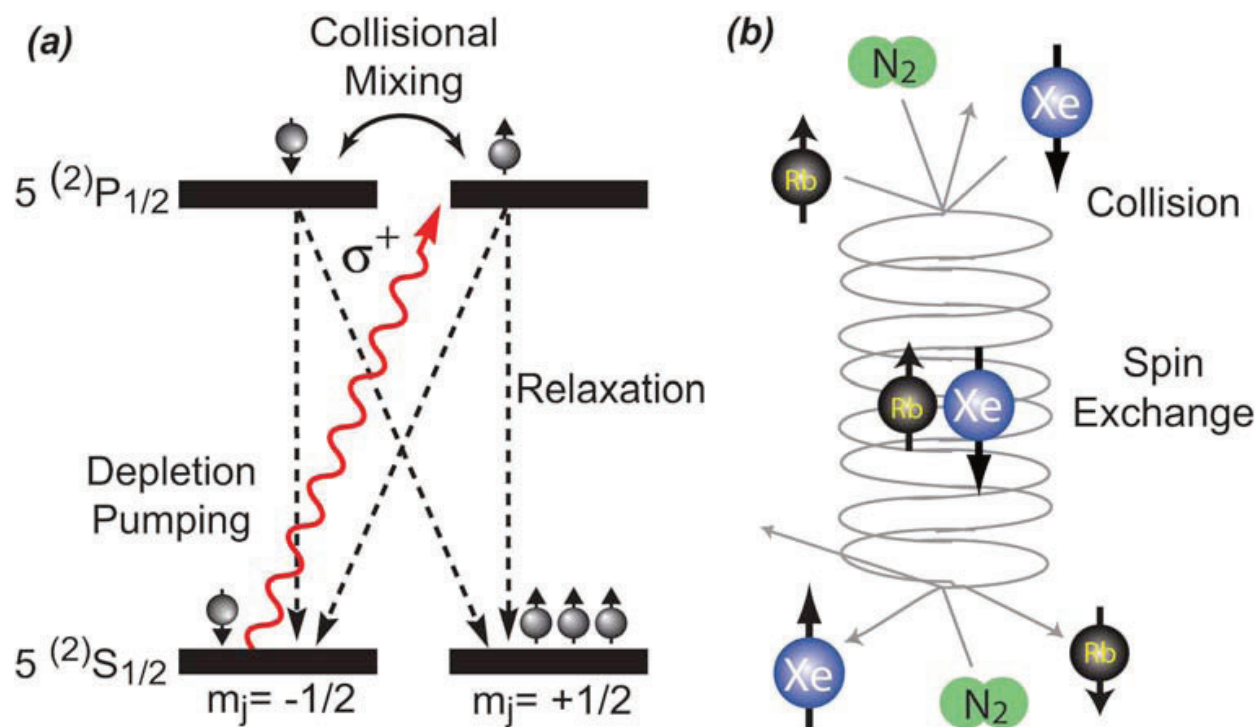 (a)
Collisional
Mixing
5 (2)P1/2
σ+
Relaxation
Depletion
Pumping
5 (2)S1/2
mj= -1/2
mj= +1/2
(b)
N2
Xe
Rb
Collision
Rb
Xe
Spin
Exchange
Xe
N2
Rb